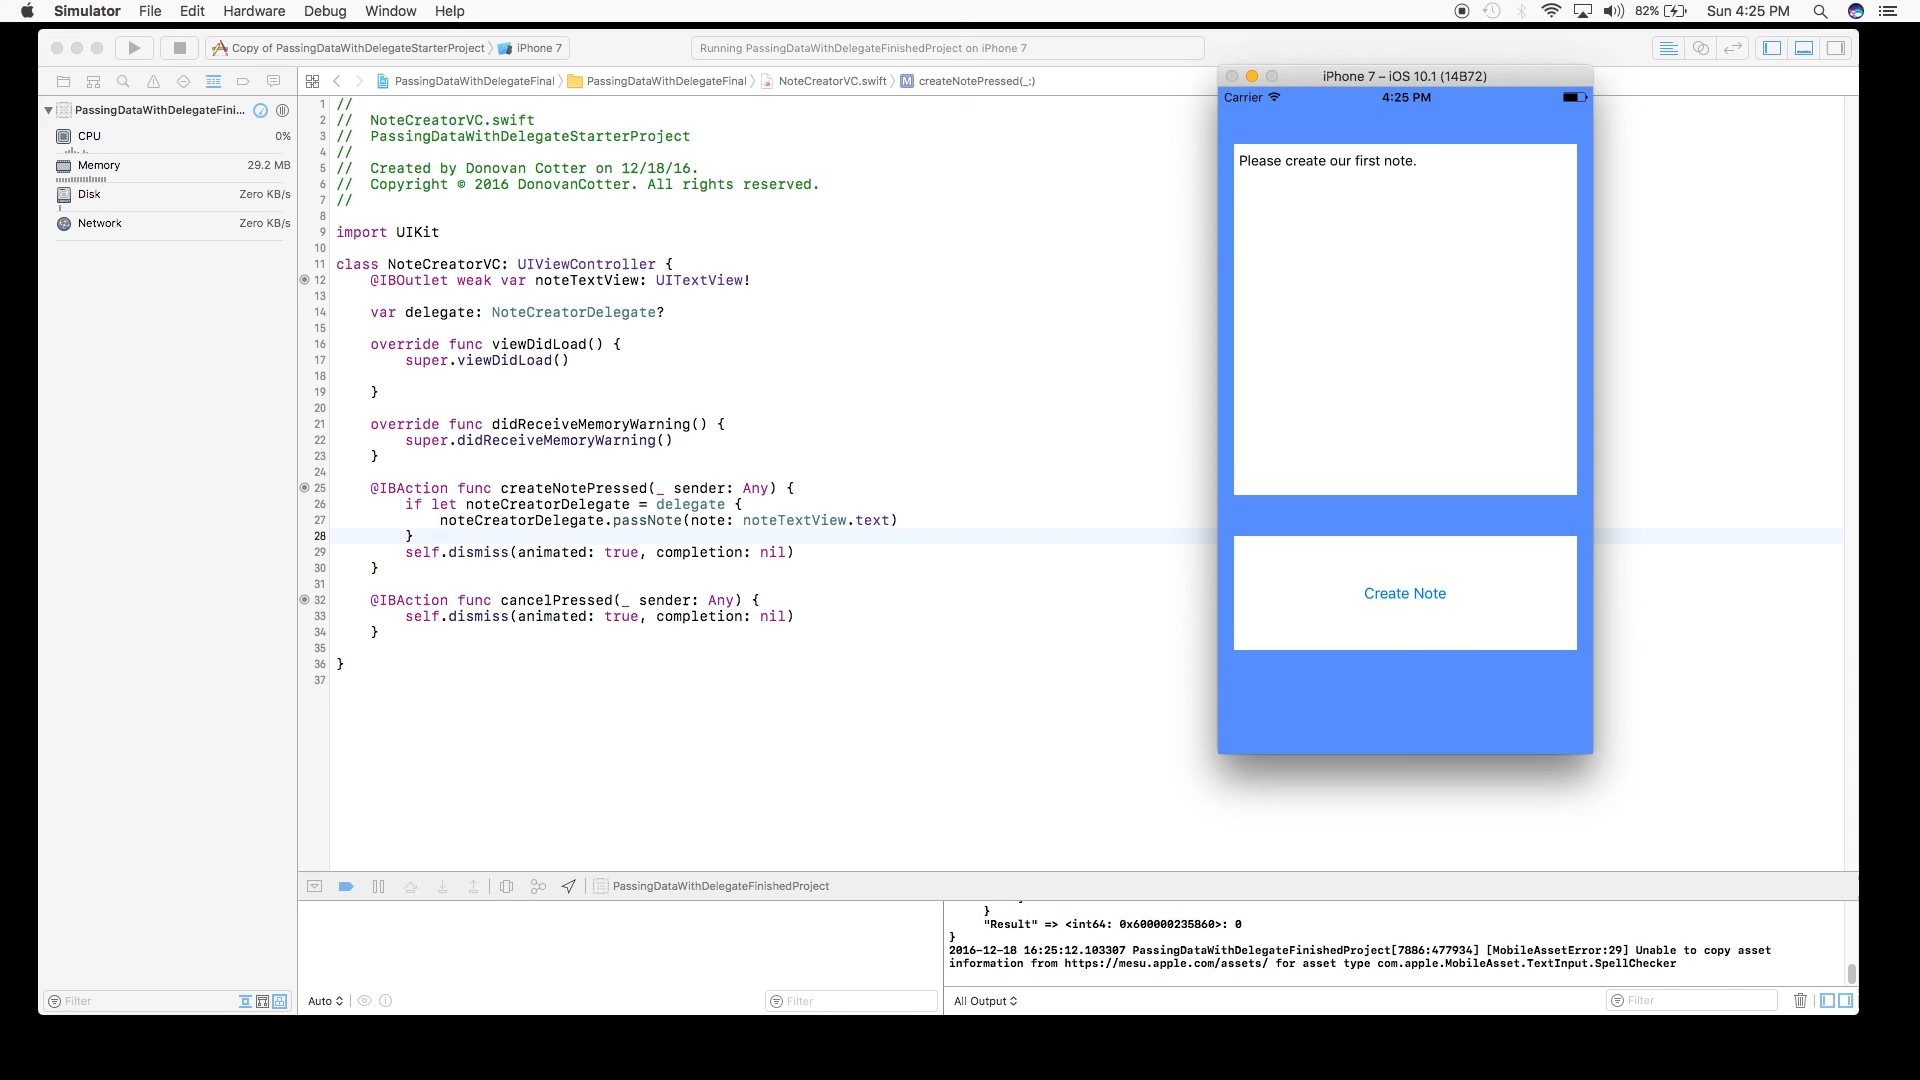 Simulator File Edit Hardware Debug Window Help
82% Sun 4:25 PM
Copy of PassingDataWithDelegateStarterProject iPhone 7
Running PassingDataWithDelegateFinishedProject on iPhone 7
PassingDataWithDelegateFinal PassingDataWithDelegateFinal NoteCreatorVC.swift M createNotePressed(_:)
PassingDataWithDelegateFini...
CPU 0%
Memory 29.2 MB
Disk Zero KB/s
Network Zero KB/s
1 //
2 //  NoteCreatorVC.swift
3 //  PassingDataWithDelegateStarterProject
4 //
5 //  Created by Donovan Cotter on 12/18/16.
6 //  Copyright © 2016 DonovanCotter. All rights reserved.
7 //
8
9 import UIKit
10
11 class NoteCreatorVC: UIViewController {
12 @IBOutlet weak var noteTextView: UITextView!
13
14 var delegate: NoteCreatorDelegate?
15
16 override func viewDidLoad() {
17 super.viewDidLoad()
18
19 }
20
21 override func didReceiveMemoryWarning() {
22 super.didReceiveMemoryWarning()
23 }
24
25 @IBAction func createNotePressed(_ sender: Any) {
26 if let noteCreatorDelegate = delegate {
27 noteCreatorDelegate.passNote(note: noteTextView.text)
28 }
29 self.dismiss(animated: true, completion: nil)
30 }
31
32 @IBAction func cancelPressed(_ sender: Any) {
33 self.dismiss(animated: true, completion: nil)
34 }
35
36 }
37
iPhone 7 – iOS 10.1 (14B72)
Carrier 4:25 PM
Please create our first note.
Create Note
PassingDataWithDelegateFinishedProject
}
"Result" => <int64: 0x600000235860>: 0
}
2016-12-18 16:25:12.103307 PassingDataWithDelegateFinishedProject[7886:477934] [MobileAssetError:29] Unable to copy asset
information from https://mesu.apple.com/assets/ for asset type com.apple.MobileAsset.TextInput.SpellChecker
Filter
Auto Filter
All Output Filter